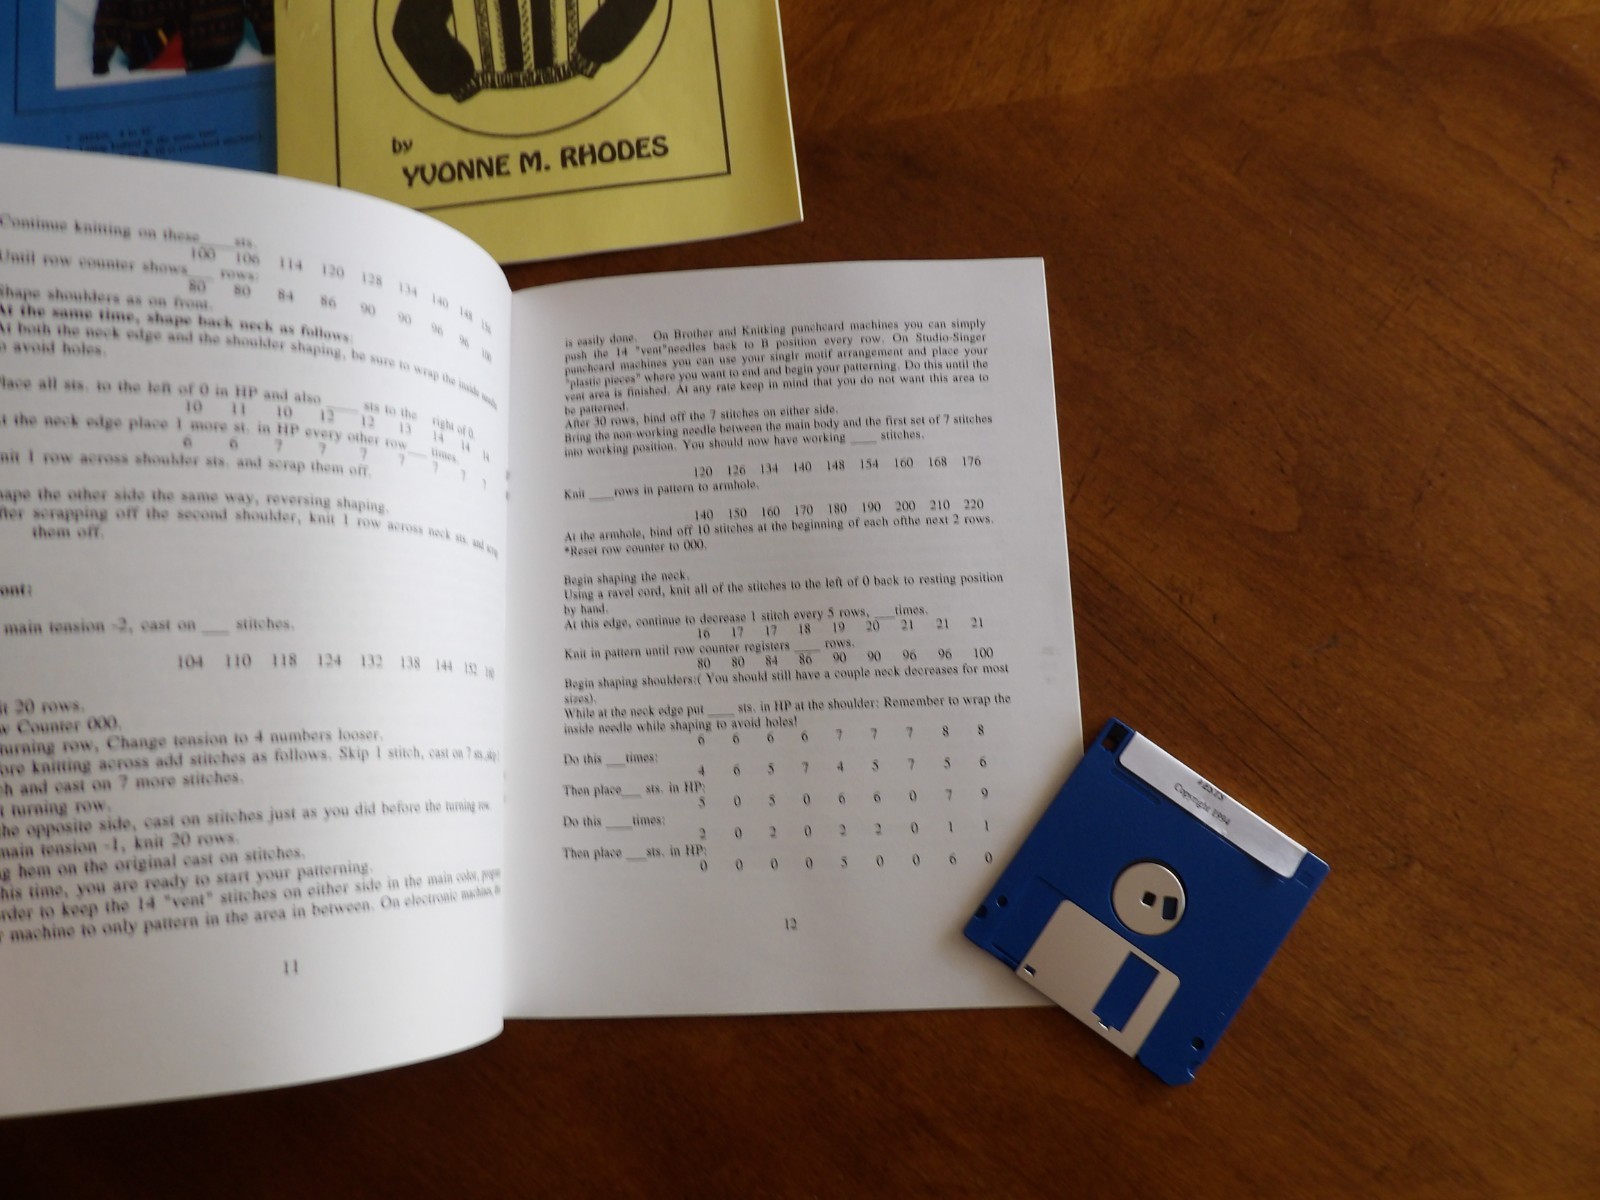 by
YVONNE M. RHODES
Continue knitting on these____sts.
100 106 114 120 128 134 140 148
Until row counter shows___ rows:
80 80 84 86 90 90 96 96 100
Shape shoulders as on front.
At the same time, shape back neck as follows:
At both the neck edge and the shoulder shaping, be sure to wrap the inside needle
o avoid holes.
Place all sts. to the left of 0 in HP and also ____ sts to the right of 0.
10 11 10 12 12 13 14 14 14
t the neck edge place 1 more st. in HP every other row___ times.
6 6 7 7 7 7 7 7
nit 1 row across shoulder sts. and scrap them off.
hape the other side the same way, reversing shaping.
fter scrapping off the second shoulder, knit 1 row across neck sts. and scrap
them off.
ont:
main tension -2, cast on ___ stitches.
104 110 118 124 132 138 144 152 160
it 20 rows.
w Counter 000.
turning row, Change tension to 4 numbers looser.
ore knitting across add stitches as follows. Skip 1 stitch, cast on 7 sts, skip
ch and cast on 7 more stitches.
t turning row.
the opposite side, cast on stitches just as you did before the turning row.
main tension -1, knit 20 rows.
g hem on the original cast on stitches.
his time, you are ready to start your patterning.
order to keep the 14 "vent" stitches on either side in the main color,
r machine to only pattern in the area in between. On electronic machines,
11
is easily done. On Brother and Knitking punchcard machines you can simply
push the 14 "vent"needles back to B position every row. On Studio-Singer
punchcard machines you can use your singlr motif arrangement and place your
"plastic pieces" where you want to end and begin your patterning. Do this until the
vent area is finished. At any rate keep in mind that you do not want this area to
be patterned.
After 30 rows, bind off the 7 stitches on either side.
Bring the non-working needle between the main body and the first set of 7 stitches
into working position. You should now have working ____ stitches.
120 126 134 140 148 154 160 168 176
Knit ____rows in pattern to armhole.
140 150 160 170 180 190 200 210 220
At the armhole, bind off 10 stitches at the beginning of each ofthe next 2 rows.
*Reset row counter to 000.
Begin shaping the neck.
Using a ravel cord, knit all of the stitches to the left of 0 back to resting position
by hand.
At this edge, continue to decrease 1 stitch every 5 rows, ___times.
16 17 17 18 19 20 21 21 21
Knit in pattern until row counter registers ____ rows.
80 80 84 86 90 90 96 96 100
Begin shaping shoulders:( You should still have a couple neck decreases for most
sizes).
While at the neck edge put ____ sts. in HP at the shoulder: Remember to wrap the
inside needle while shaping to avoid holes!
6 6 6 6 7 7 7 8 8
Do this ___times:
4 6 5 7 4 5 7 5 6
Then place___ sts. in HP:
5 0 5 0 6 6 0 7 9
Do this ____times:
2 0 2 0 2 2 0 1 1
Then place ___sts. in HP:
0 0 0 0 5 0 0 6 0
12
VESTS
Copyright 1994